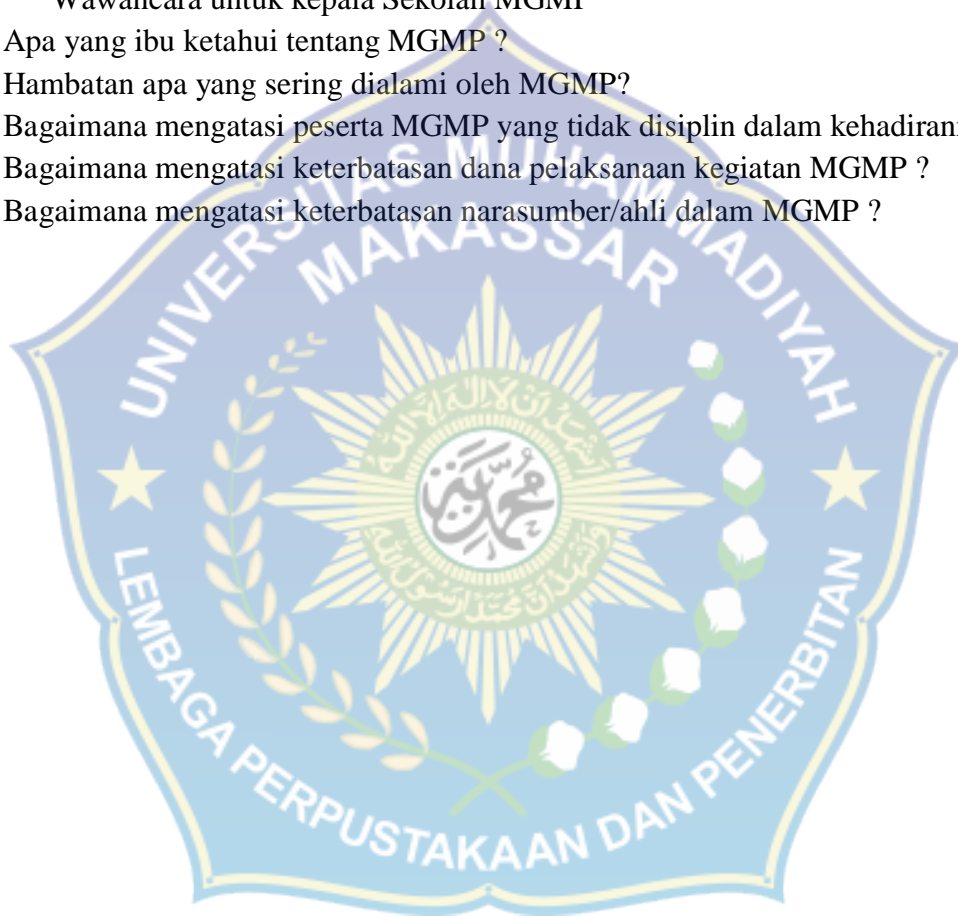 Wawancara untuk kepala Sekolah MGMP
Apa yang ibu ketahui tentang MGMP ?
Hambatan apa yang sering dialami oleh MGMP?
Bagaimana mengatasi peserta MGMP yang tidak disiplin dalam
Bagaimana mengatasi keterbatasan dana pelaksanaan kegiatan MGMP ?
Bagaimana mengatasi keterbatasan narasumber/ahli dalam MGMP ?
UNIVERSITAS MUHAMMADIYAH
MAKASSAR
محمد
LEMBAGA PERPUSTAKAAN DAN PENERBITAN